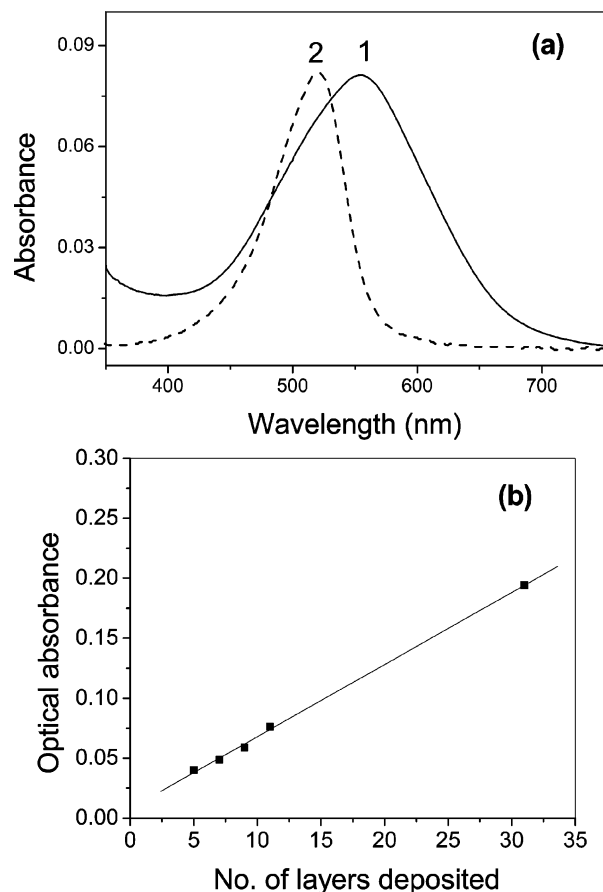 (a)
2 1
0.09
0.06
0.03
0.00
Absorbance
400 500 600 700
Wavelength (nm)
(b)
0.30
0.25
0.20
0.15
0.10
0.05
0.00
Optical absorbance
0 5 10 15 20 25 30 35
No. of layers deposited